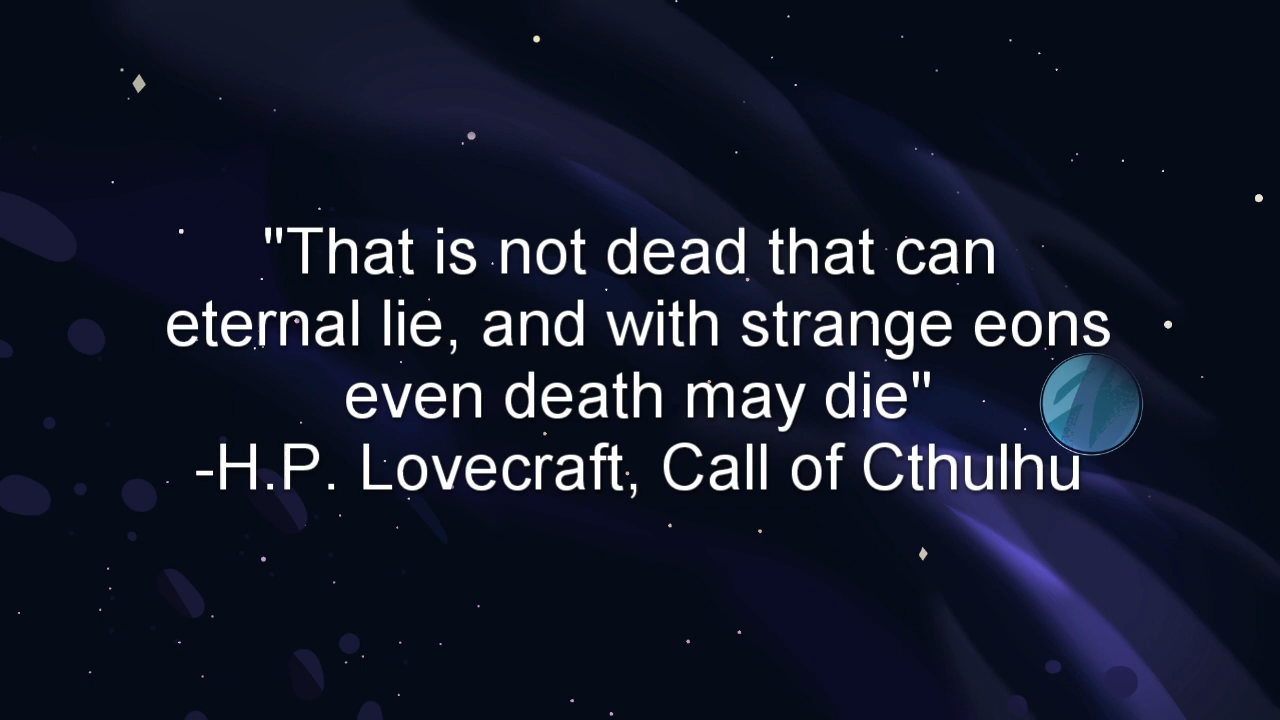 "That is not dead that can
eternal lie, and with strange eons
even death may die"
-H.P. Lovecraft, Call of Cthulhu